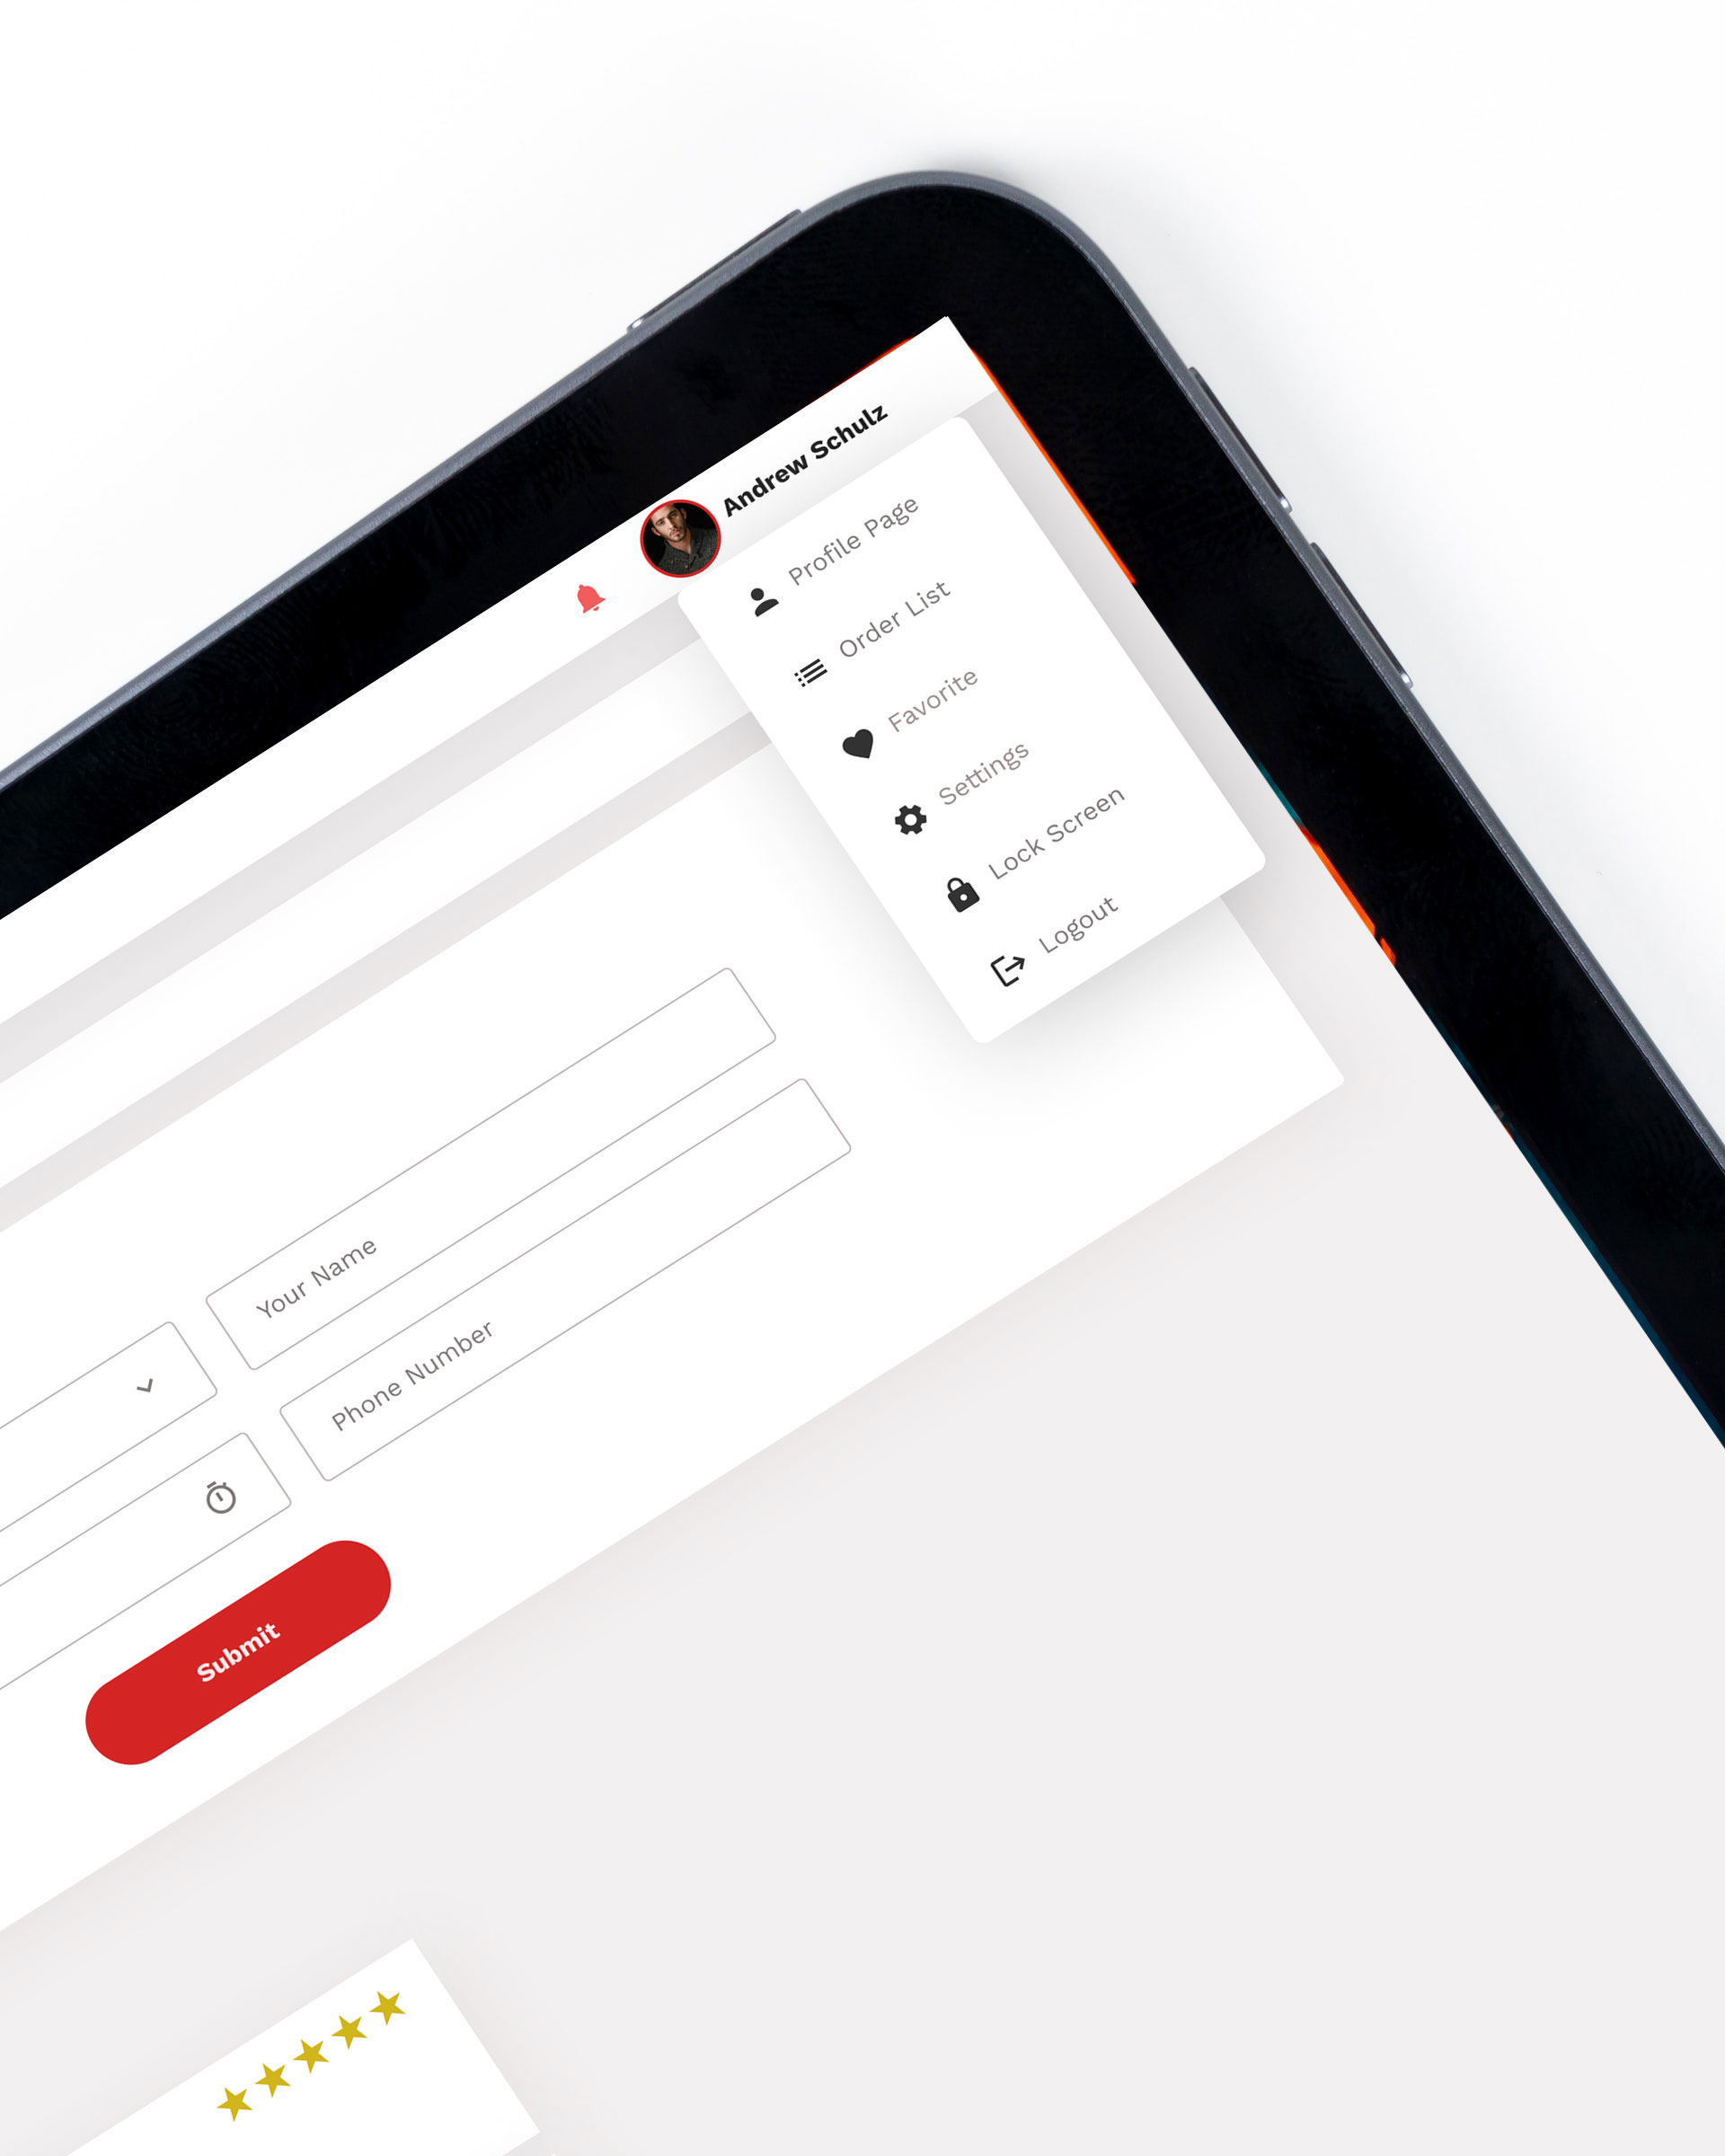 Andrew Schulz
Profile Page
Order List
Favorite
Settings
Lock Screen
Logout
Your Name
Phone Number
Submit